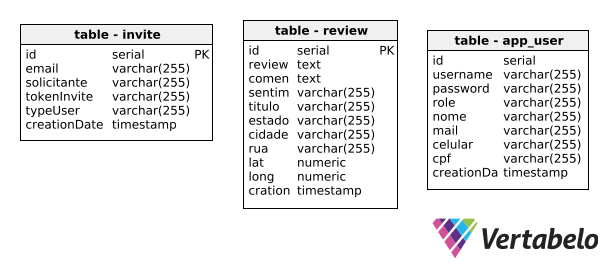 table - invite
id serial PK
email varchar(255)
solicitante varchar(255)
tokenInvite varchar(255)
typeUser varchar(255)
creationDate timestamp
table - review
id serial PK
review text
comen text
sentim varchar(255)
titulo varchar(255)
estado varchar(255)
cidade varchar(255)
rua varchar(255)
lat numeric
long numeric
cration timestamp
table - app_user
id serial
username varchar(255)
password varchar(255)
role varchar(255)
nome varchar(255)
mail varchar(255)
celular varchar(255)
cpf varchar(255)
creationDa timestamp
Vertabelo